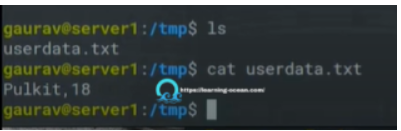 gaurav@server1:/tmp$ ls
userdata.txt
gaurav@server1:/tmp$ cat userdata.txt
Pulkit,18
https://learning-ocean.com/
gaurav@server1:/tmp$